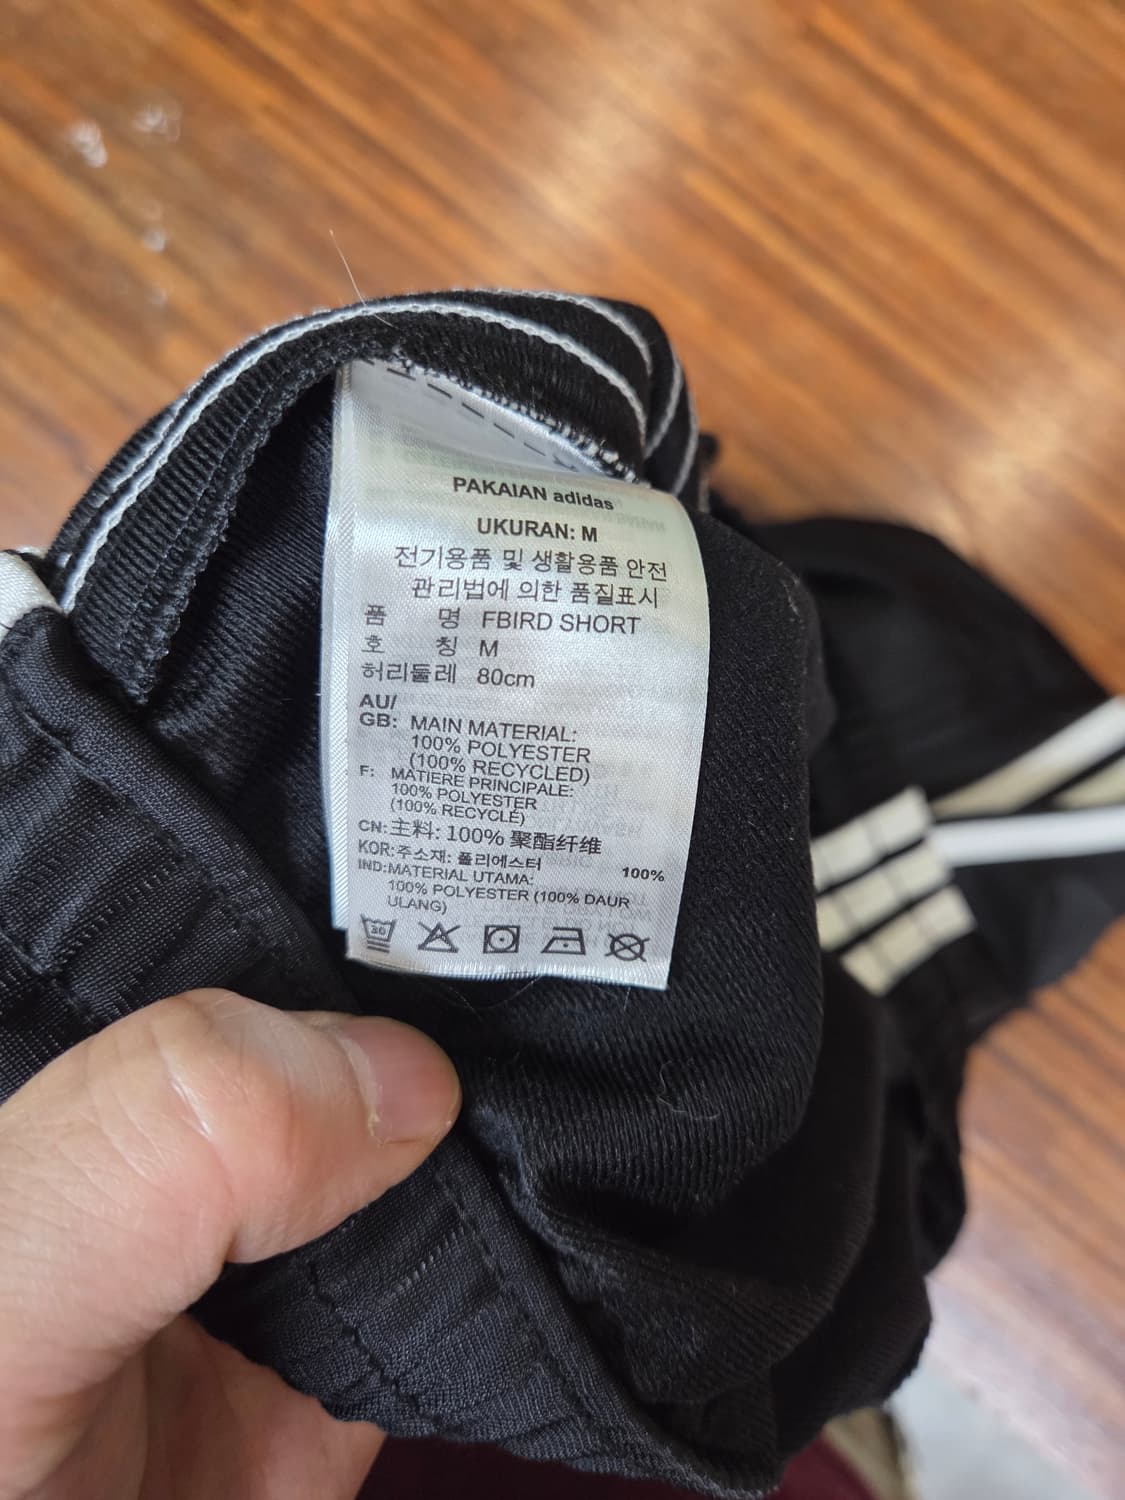 PAKAIAN adidas
UKURAN: M
전기용품 및 생활용품 안전
관리법에 의한 품질표시
품 명 FBIRD SHORT
호 칭 M
허리둘레 80cm
AU/
GB: MAIN MATERIAL:
100% POLYESTER
(100% RECYCLED)
F: MATIERE PRINCIPALE:
100% POLYESTER
(100% RECYCLÉ)
CN: 主料: 100% 聚酯纤维
KOR: 주소재: 폴리에스터 100%
IND: MATERIAL UTAMA:
100% POLYESTER (100% DAUR
ULANG)
30